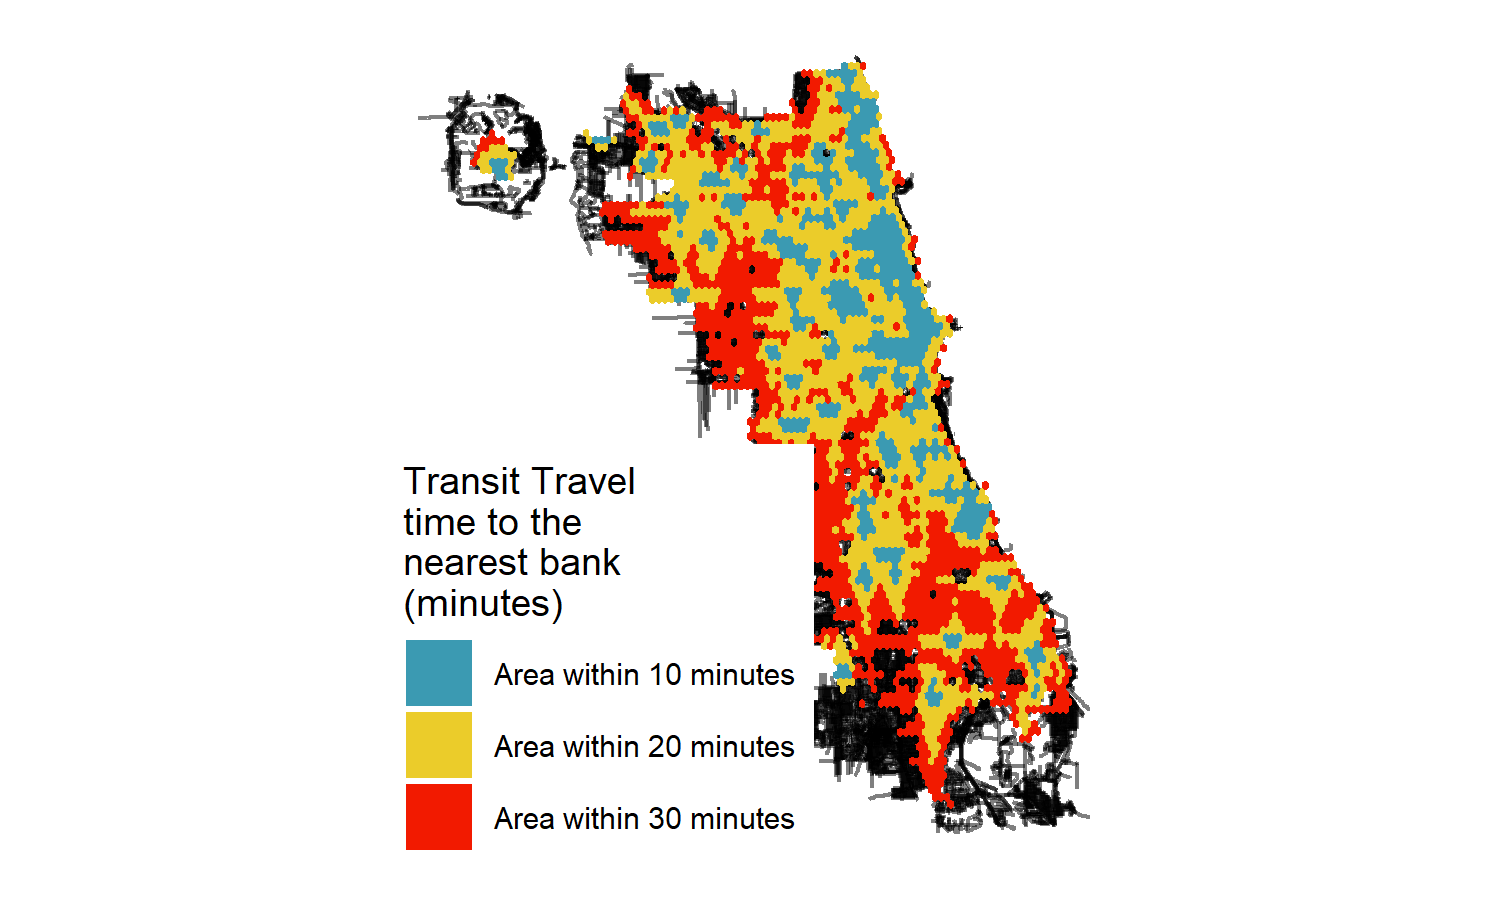 Transit Travel
time to the
nearest bank
(minutes)
Area within 10 minutes
Area within 20 minutes
Area within 30 minutes